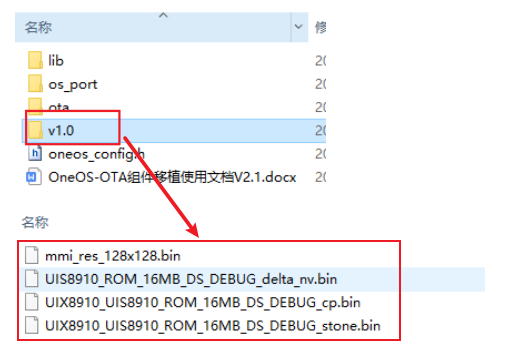 名称
修
lib
20
os_port
20
ota
20
v1.0
20
oneos_config.h
20
OneOS-OTA组件移植使用文档V2.1.docx
20
名称
mmi_res_128x128.bin
UIS8910_ROM_16MB_DS_DEBUG_delta_nv.bin
UIX8910_UIS8910_ROM_16MB_DS_DEBUG_cp.bin
UIX8910_UIS8910_ROM_16MB_DS_DEBUG_stone.bin